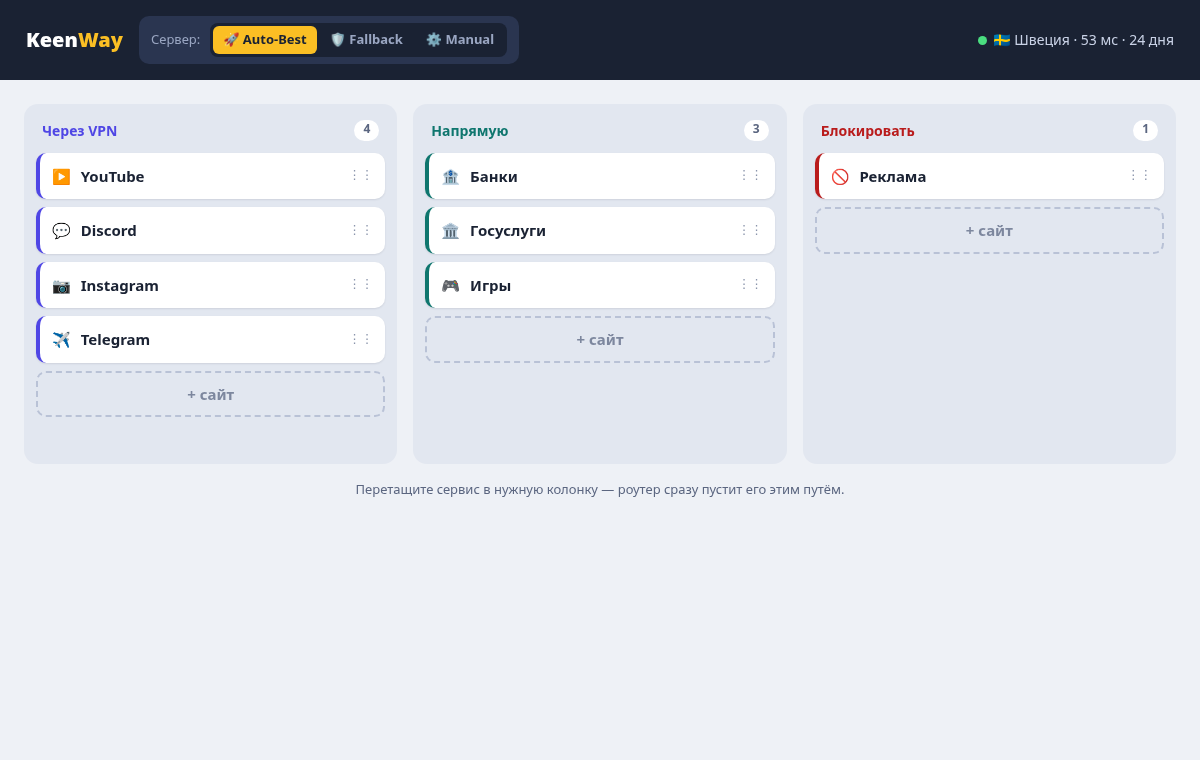 KeenWay
Сервер: 🚀 Auto-Best 🛡️ Fallback ⚙️ Manual
🇸🇪 Швеция · 53 мс · 24 дня
Через VPN 4
▶️ YouTube
💬 Discord
📷 Instagram
✈️ Telegram
+ сайт
Напрямую 3
🏦 Банки
🏛️ Госуслуги
🎮 Игры
+ сайт
Блокировать 1
🚫 Реклама
+ сайт
Перетащите сервис в нужную колонку — роутер сразу пустит его этим путём.